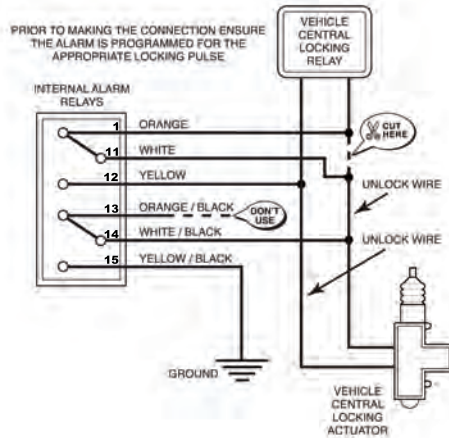 PRIOR TO MAKING THE CONNECTION ENSURE
THE ALARM IS PROGRAMMED FOR THE
APPROPRIATE LOCKING PULSE
VEHICLE
CENTRAL
LOCKING
RELAY
INTERNAL ALARM
RELAYS
1 ORANGE
CUT
HERE
11 WHITE
12 YELLOW
UNLOCK WIRE
13 ORANGE / BLACK
DON'T
USE
14 WHITE / BLACK
UNLOCK WIRE
15 YELLOW / BLACK
GROUND
VEHICLE
CENTRAL
LOCKING
ACTUATOR